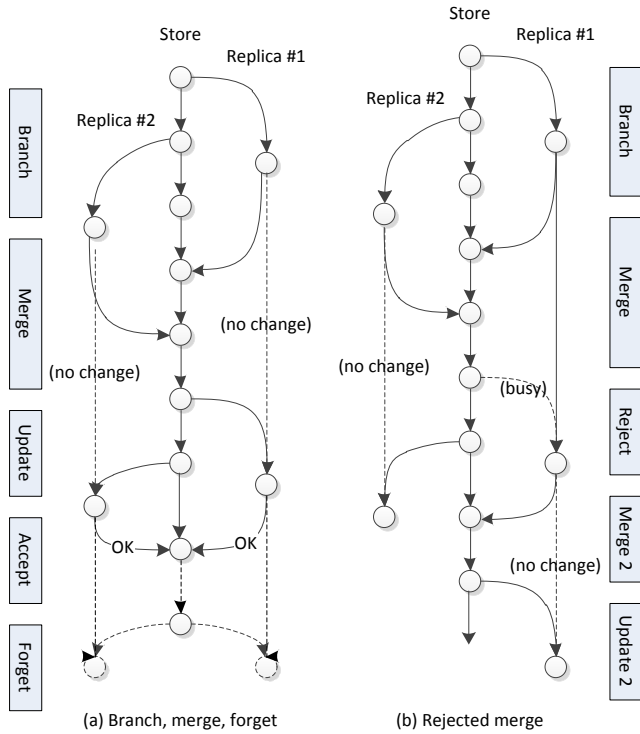 Store
Replica #1
Replica #2
Branch
Merge
(no change)
(no change)
Update
OK
OK
Accept
Forget
(a) Branch, merge, forget
Store
Replica #1
Replica #2
Branch
Merge
(no change)
(busy)
Reject
Merge 2
(no change)
Update 2
(b) Rejected merge